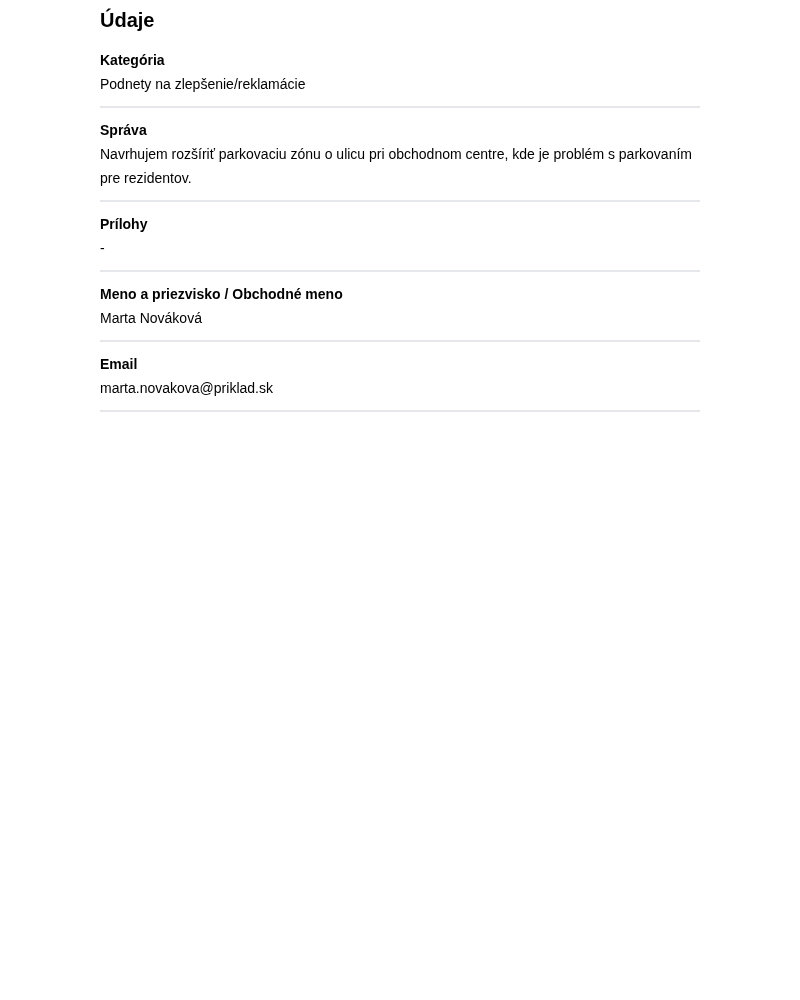 Údaje
Kategória
Podnety na zlepšenie/reklamácie
Správa
Navrhujem rozšíriť parkovaciu zónu o ulicu pri obchodnom centre, kde je problém s parkovaním
pre rezidentov.
Prílohy
-
Meno a priezvisko / Obchodné meno
Marta Nováková
Email
marta.novakova@priklad.sk